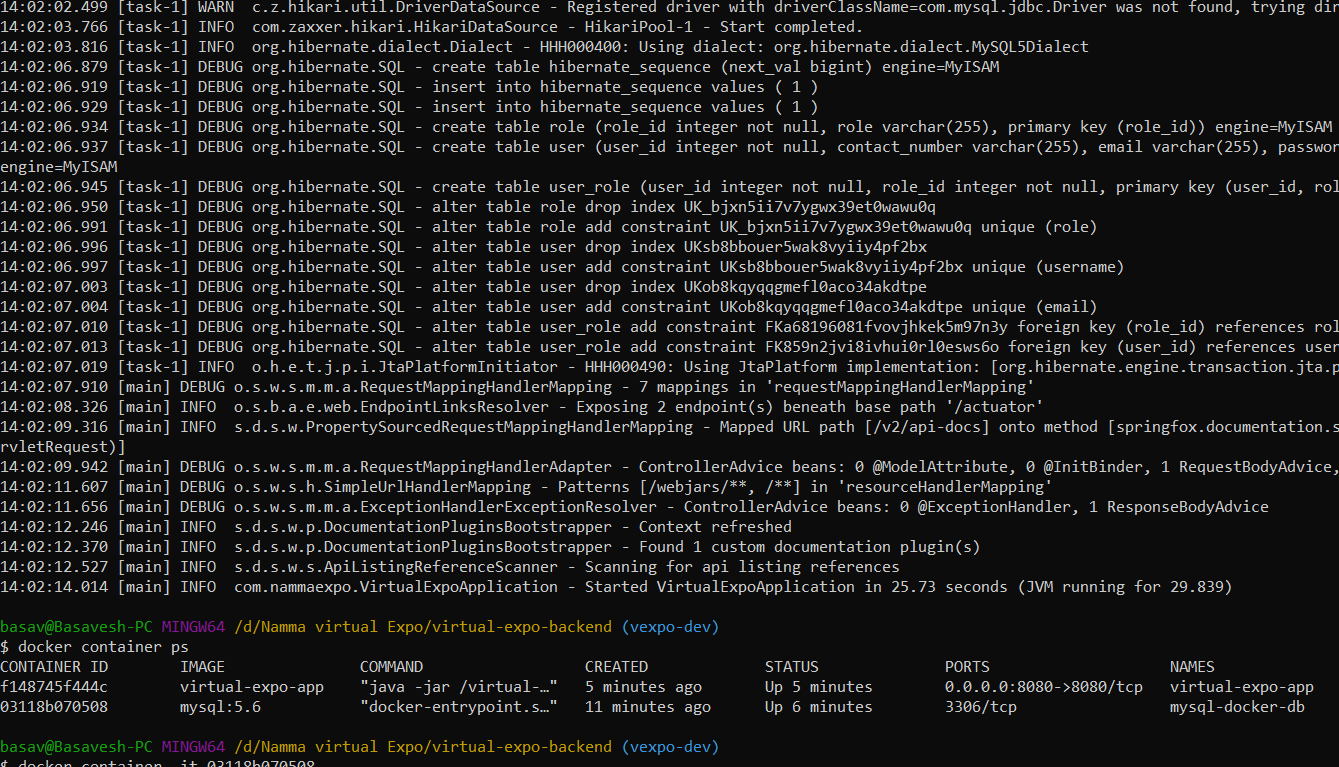 14:02:02.499 [task-1] WARN  c.z.hikari.util.DriverDataSource - Registered driver with driverClassName=com.mysql.jdbc.Driver was not found, trying dir
14:02:03.766 [task-1] INFO  com.zaxxer.hikari.HikariDataSource - HikariPool-1 - Start completed.
14:02:03.816 [task-1] INFO  org.hibernate.dialect.Dialect - HHH000400: Using dialect: org.hibernate.dialect.MySQL5Dialect
14:02:06.879 [task-1] DEBUG org.hibernate.SQL - create table hibernate_sequence (next_val bigint) engine=MyISAM
14:02:06.919 [task-1] DEBUG org.hibernate.SQL - insert into hibernate_sequence values ( 1 )
14:02:06.929 [task-1] DEBUG org.hibernate.SQL - insert into hibernate_sequence values ( 1 )
14:02:06.934 [task-1] DEBUG org.hibernate.SQL - create table role (role_id integer not null, role varchar(255), primary key (role_id)) engine=MyISAM
14:02:06.937 [task-1] DEBUG org.hibernate.SQL - create table user (user_id integer not null, contact_number varchar(255), email varchar(255), passwor
engine=MyISAM
14:02:06.945 [task-1] DEBUG org.hibernate.SQL - create table user_role (user_id integer not null, role_id integer not null, primary key (user_id, rol
14:02:06.950 [task-1] DEBUG org.hibernate.SQL - alter table role drop index UK_bjxn5ii7v7ygwx39et0wawu0q
14:02:06.991 [task-1] DEBUG org.hibernate.SQL - alter table role add constraint UK_bjxn5ii7v7ygwx39et0wawu0q unique (role)
14:02:06.996 [task-1] DEBUG org.hibernate.SQL - alter table user drop index UKsb8bbouer5wak8vyiiy4pf2bx
14:02:06.997 [task-1] DEBUG org.hibernate.SQL - alter table user add constraint UKsb8bbouer5wak8vyiiy4pf2bx unique (username)
14:02:07.003 [task-1] DEBUG org.hibernate.SQL - alter table user drop index UKob8kqyqqgmefl0aco34akdtpe
14:02:07.004 [task-1] DEBUG org.hibernate.SQL - alter table user add constraint UKob8kqyqqgmefl0aco34akdtpe unique (email)
14:02:07.010 [task-1] DEBUG org.hibernate.SQL - alter table user_role add constraint FKa68196081fvovjhkek5m97n3y foreign key (role_id) references rol
14:02:07.013 [task-1] DEBUG org.hibernate.SQL - alter table user_role add constraint FK859n2jvi8ivhui0rl0esws6o foreign key (user_id) references user
14:02:07.019 [task-1] INFO  o.h.e.t.j.p.i.JtaPlatformInitiator - HHH000490: Using JtaPlatform implementation: [org.hibernate.engine.transaction.jta.p
14:02:07.910 [main] DEBUG o.s.w.s.m.m.a.RequestMappingHandlerMapping - 7 mappings in 'requestMappingHandlerMapping'
14:02:08.326 [main] INFO  o.s.b.a.e.web.EndpointLinksResolver - Exposing 2 endpoint(s) beneath base path '/actuator'
14:02:09.316 [main] INFO  s.d.s.w.PropertySourcedRequestMappingHandlerMapping - Mapped URL path [/v2/api-docs] onto method [springfox.documentation.s
rvletRequest)]
14:02:09.942 [main] DEBUG o.s.w.s.m.m.a.RequestMappingHandlerAdapter - ControllerAdvice beans: 0 @ModelAttribute, 0 @InitBinder, 1 RequestBodyAdvice,
14:02:11.607 [main] DEBUG o.s.w.s.h.SimpleUrlHandlerMapping - Patterns [/webjars/**, /**] in 'resourceHandlerMapping'
14:02:11.656 [main] DEBUG o.s.w.s.m.m.a.ExceptionHandlerExceptionResolver - ControllerAdvice beans: 0 @ExceptionHandler, 1 ResponseBodyAdvice
14:02:12.246 [main] INFO  s.d.s.w.p.DocumentationPluginsBootstrapper - Context refreshed
14:02:12.370 [main] INFO  s.d.s.w.p.DocumentationPluginsBootstrapper - Found 1 custom documentation plugin(s)
14:02:12.527 [main] INFO  s.d.s.w.s.ApiListingReferenceScanner - Scanning for api listing references
14:02:14.014 [main] INFO  com.nammaexpo.VirtualExpoApplication - Started VirtualExpoApplication in 25.73 seconds (JVM running for 29.839)
basav@Basavesh-PC MINGW64 /d/Namma virtual Expo/virtual-expo-backend (vexpo-dev)
$ docker container ps
CONTAINER ID        IMAGE               COMMAND                  CREATED             STATUS              PORTS                    NAMES
f148745f444c        virtual-expo-app    "java -jar /virtual-…"   5 minutes ago       Up 5 minutes        0.0.0.0:8080->8080/tcp   virtual-expo-app
03118b070508        mysql:5.6           "docker-entrypoint.s…"   11 minutes ago      Up 6 minutes        3306/tcp                 mysql-docker-db
basav@Basavesh-PC MINGW64 /d/Namma virtual Expo/virtual-expo-backend (vexpo-dev)
$ docker container -it 03118b070508